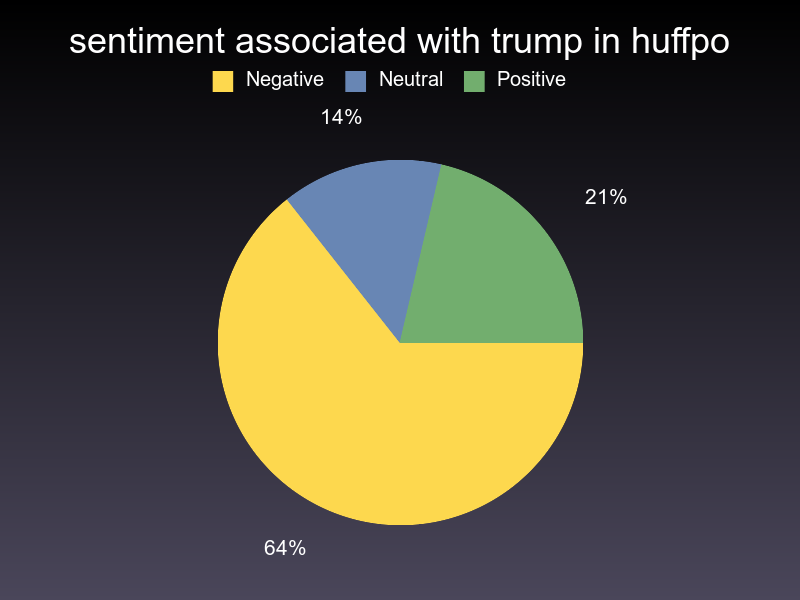 sentiment associated with trump in huffpo
Negative Neutral Positive
14%
21%
64%